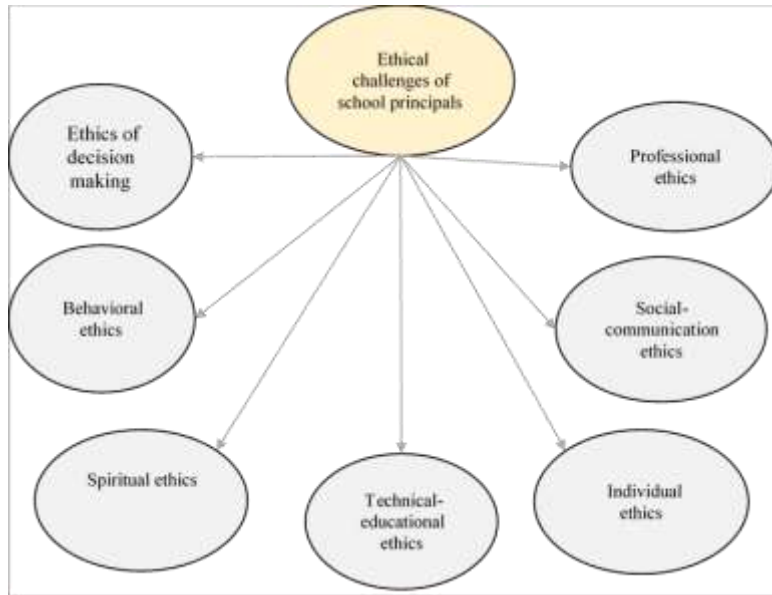 Ethical
challenges of
school principals
Ethics of
decision
making
Professional
ethics
Behavioral
ethics
Social-
communication
ethics
Spiritual ethics
Technical-
educational
ethics
Individual
ethics